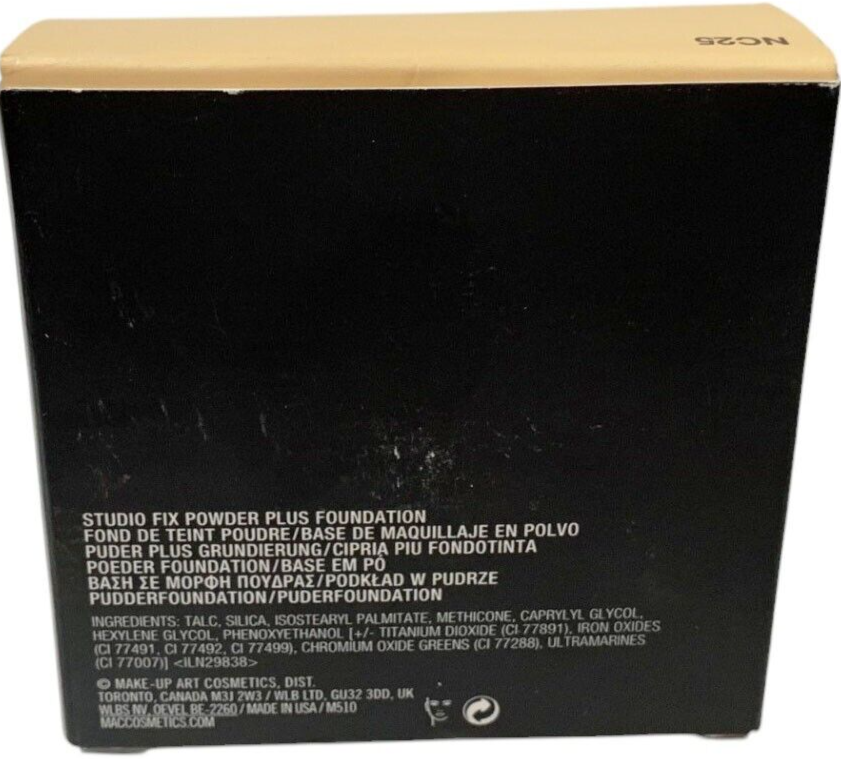 NC25
STUDIO FIX POWDER PLUS FOUNDATION
FOND DE TEINT POUDRE/BASE DE MAQUILLAJE EN POLVO
PUDER PLUS GRUNDIERUNG/CIPRIA PIU FONDOTINTA
POEDER FOUNDATION/BASE EM PÓ
ΒΑΣΗ ΣΕ ΜΟΡΦΗ ΠΟΥΔΡΑΣ/PODKŁAD W PUDRZE
PUDDERFOUNDATION/PUDERFOUNDATION
INGREDIENTS: TALC, SILICA, ISOSTEARYL PALMITATE, METHICONE, CAPRYLYL GLYCOL,
HEXYLENE GLYCOL, PHENOXYETHANOL [+/- TITANIUM DIOXIDE (CI 77891), IRON OXIDES
(CI 77491, CI 77492, CI 77499), CHROMIUM OXIDE GREENS (CI 77288), ULTRAMARINES
(CI 77007)] <ILN29838>
© MAKE-UP ART COSMETICS, DIST.
TORONTO, CANADA M3J 2W3 / WLB LTD, GU32 3DD, UK
WLBS NV, OEVEL BE-2260 / MADE IN USA / M510
MACCOSMETICS.COM